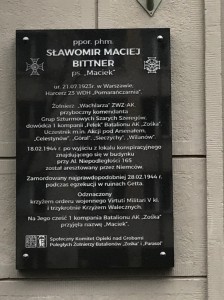 ppor. phm.
SŁAWOMIR MACIEJ
BITTNER
ps. „Maciek”
ur. 21.07.1923r. w Warszawie,
Harcerz 23 WDH „Pomarańczarnia”.
Żołnierz „Wachlarza” ZWZ-AK
przyboczny komendanta
Grup Szturmowych Szarych Szeregów,
dowódca 1 kompanii „Felek” Batalionu AK „Zośka”
Uczestnik m.in. Akcji pod Arsenałem,
„Celestynów”, „Góral”, „Sieczychy”, „Wilanów”.
18.02.1944 r. po wyjściu z lokalu konspiracyjnego
znajdującego się w budynku
przy Al. Niepodległości 165
został aresztowany przez Niemców.
Zamordowany najprawdopodobniej 28.02.1944 r.
podczas egzekucji w ruinach Getta.
Odznaczony
krzyżem orderu wojennego Virtuti Militari V kl.
i trzykrotnie Krzyżem Walecznych.
Na Jego cześć 1 kompania Batalionu AK „Zośka”
przyjęła nazwę „Maciek”.
Społeczny Komitet Opieki nad Grobami
Poległych Żołnierzy Batalionów „Zośka” i „Parasol”